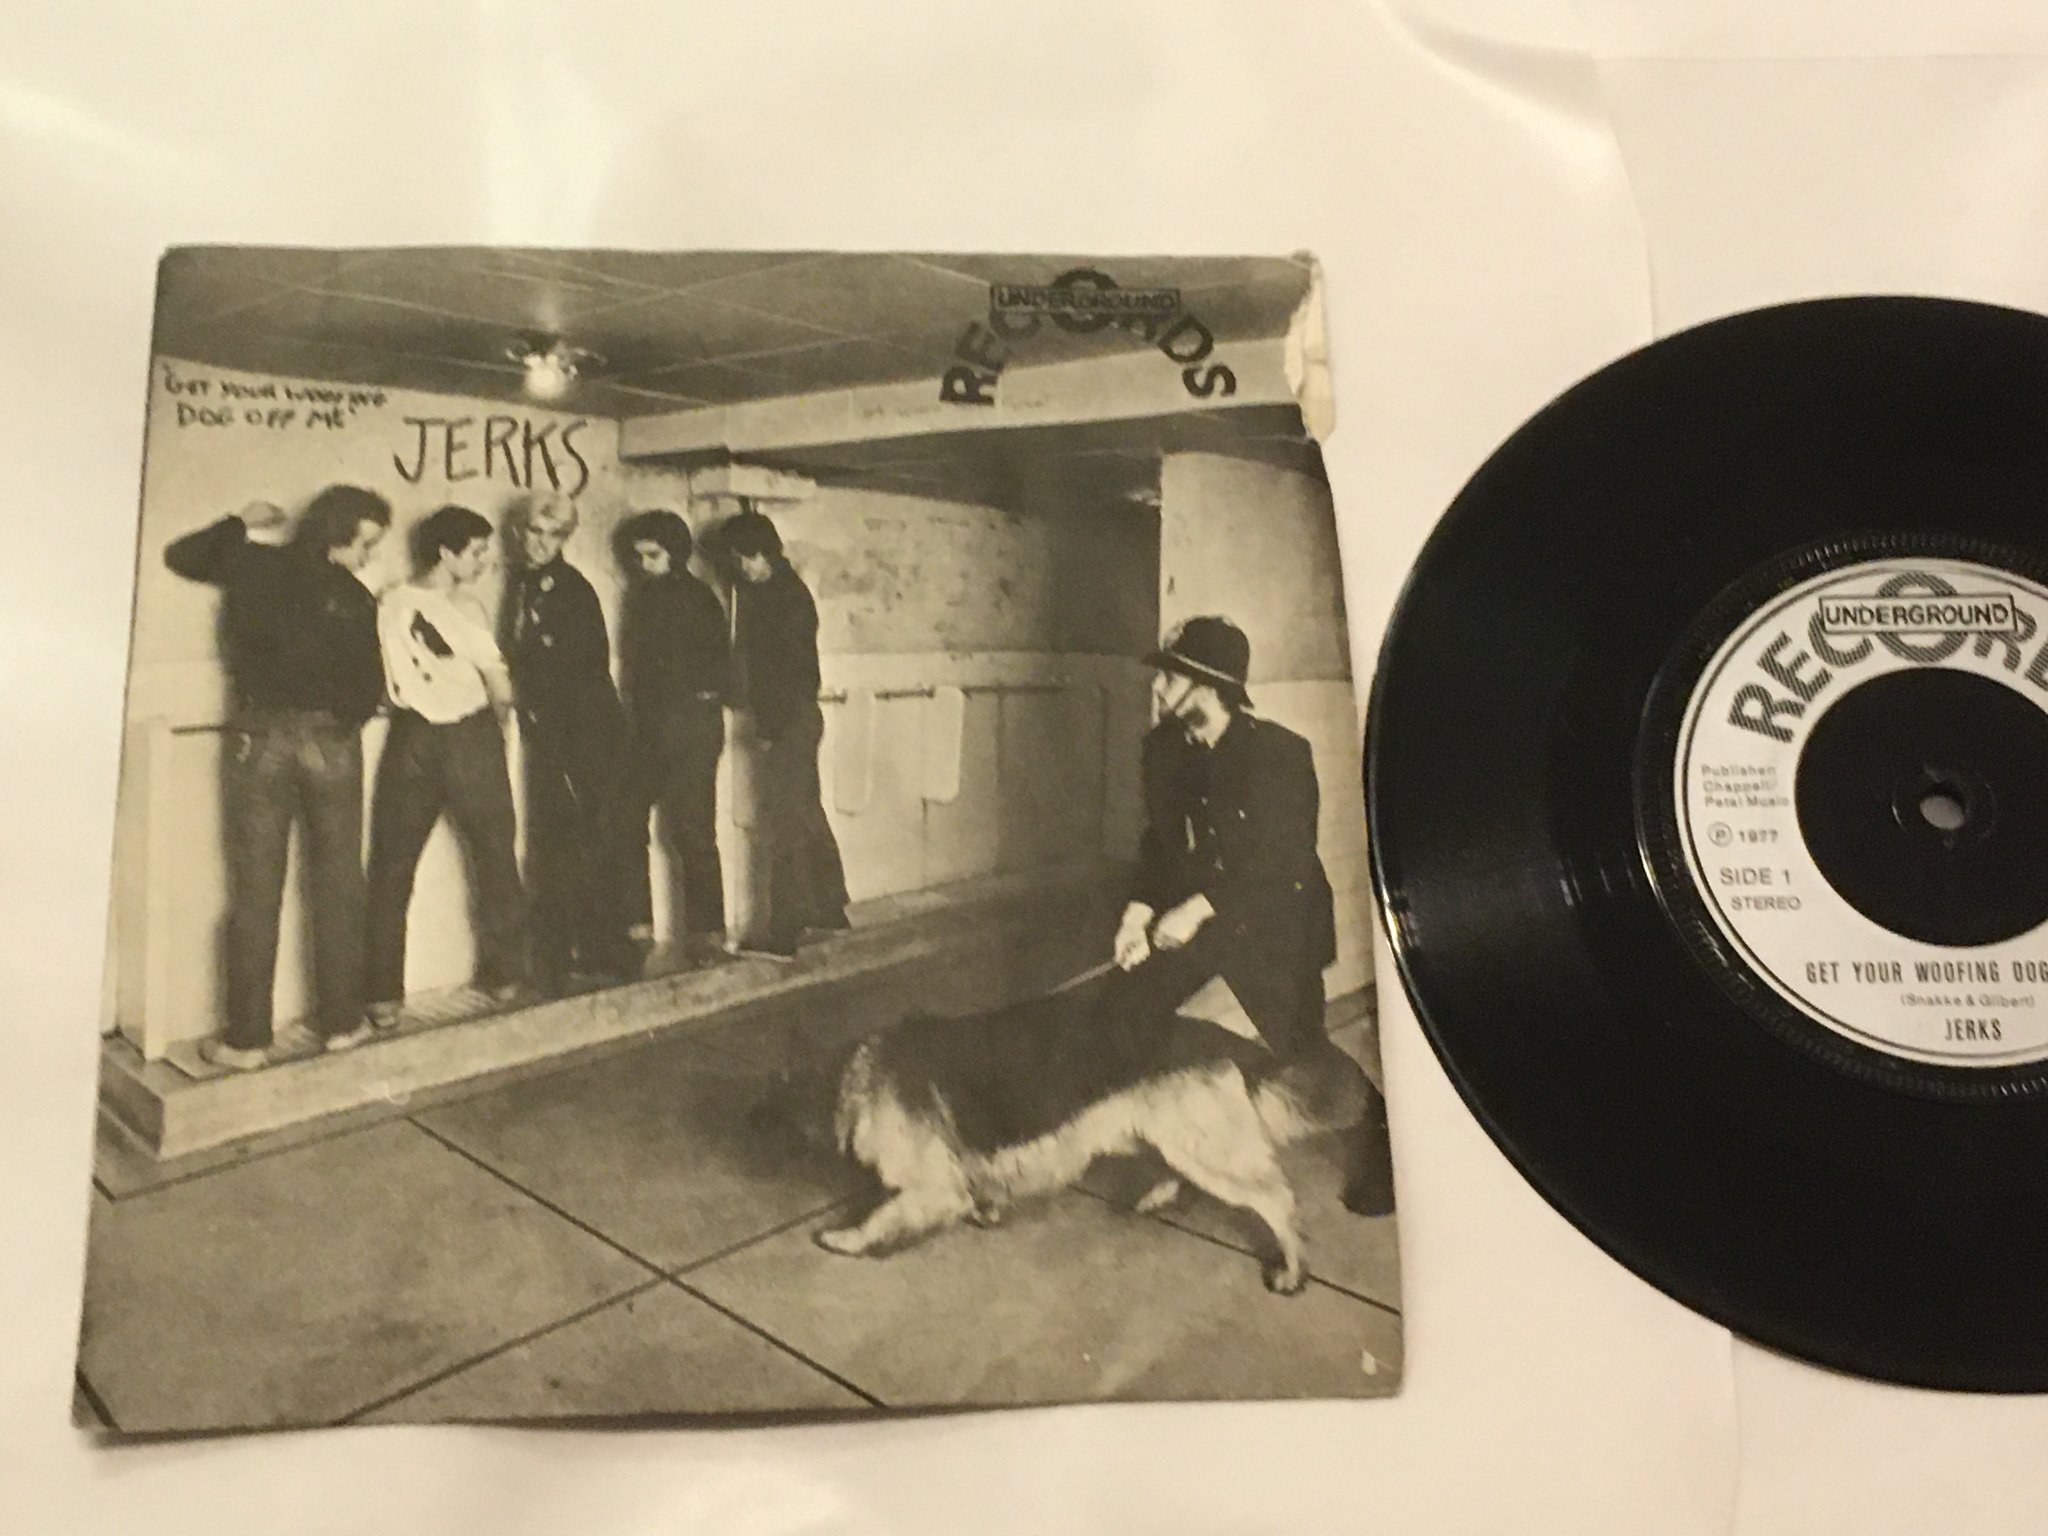 UNDERGROUND
RECORDS
'GET YOUR WOOFING
DOG OFF ME'
JERKS
UNDERGROUND
RECORD
Publisher:
Chappell/
Petal Music
Ⓟ 1977
SIDE 1
STEREO
GET YOUR WOOFING DOG
(Snakke & Gilbert)
JERKS